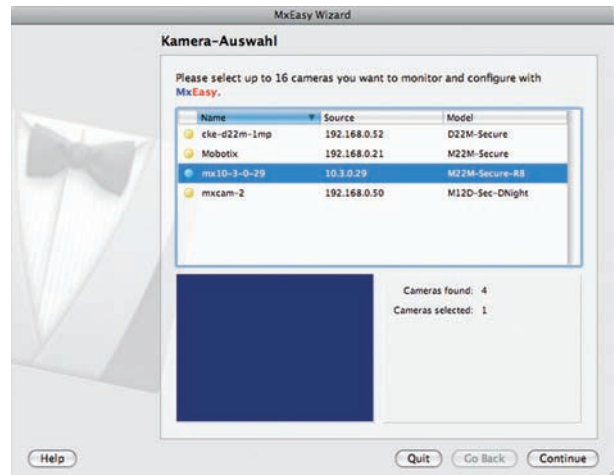 MxEasy Wizard
Kamera-Auswahl
Please select up to 16 cameras you want to monitor and configure with
MxEasy.
Name Source Model
cke-d22m-1mp 192.168.0.52 D22M-Secure
Mobotix 192.168.0.21 M22M-Secure
mx10-3-0-29 10.3.0.29 M22M-Secure-R8
mxcam-2 192.168.0.50 M12D-Sec-DNight
Cameras found: 4
Cameras selected: 1
Help Quit Go Back Continue